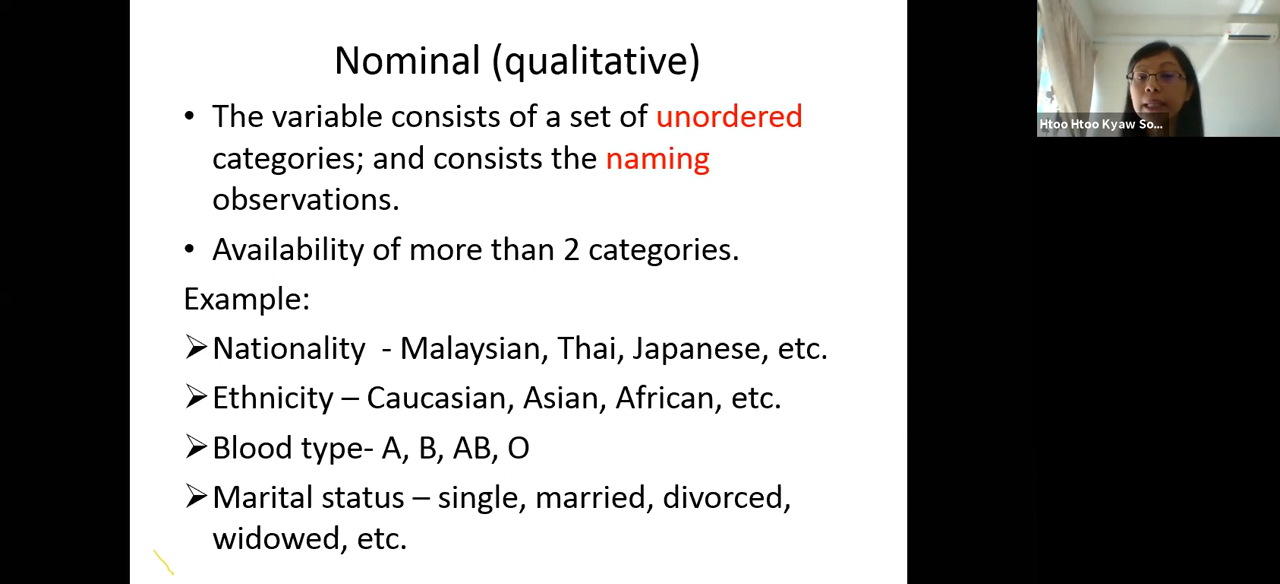 Nominal (qualitative)
• The variable consists of a set of unordered
categories; and consists the naming
observations.
• Availability of more than 2 categories.
Example:
➢Nationality - Malaysian, Thai, Japanese, etc.
➢Ethnicity – Caucasian, Asian, African, etc.
➢Blood type- A, B, AB, O
➢Marital status – single, married, divorced,
widowed, etc.
Htoo Htoo Kyaw So...